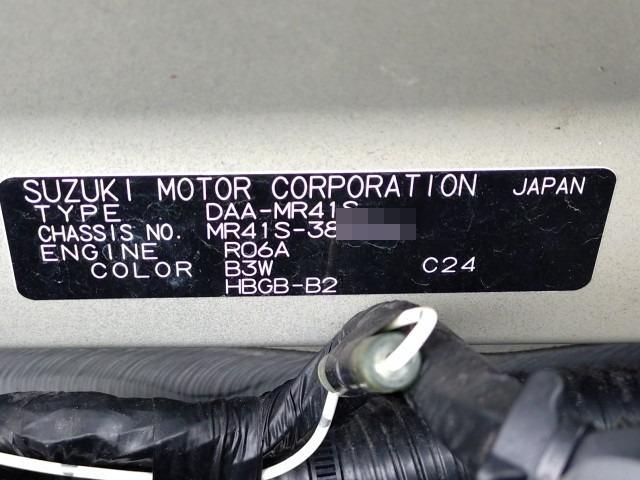 SUZUKI MOTOR CORPORATION JAPAN
TYPE DAA-MR41S
CHASSIS NO. MR41S-38
ENGINE R06A
COLOR B3W C24
HBGB-B2